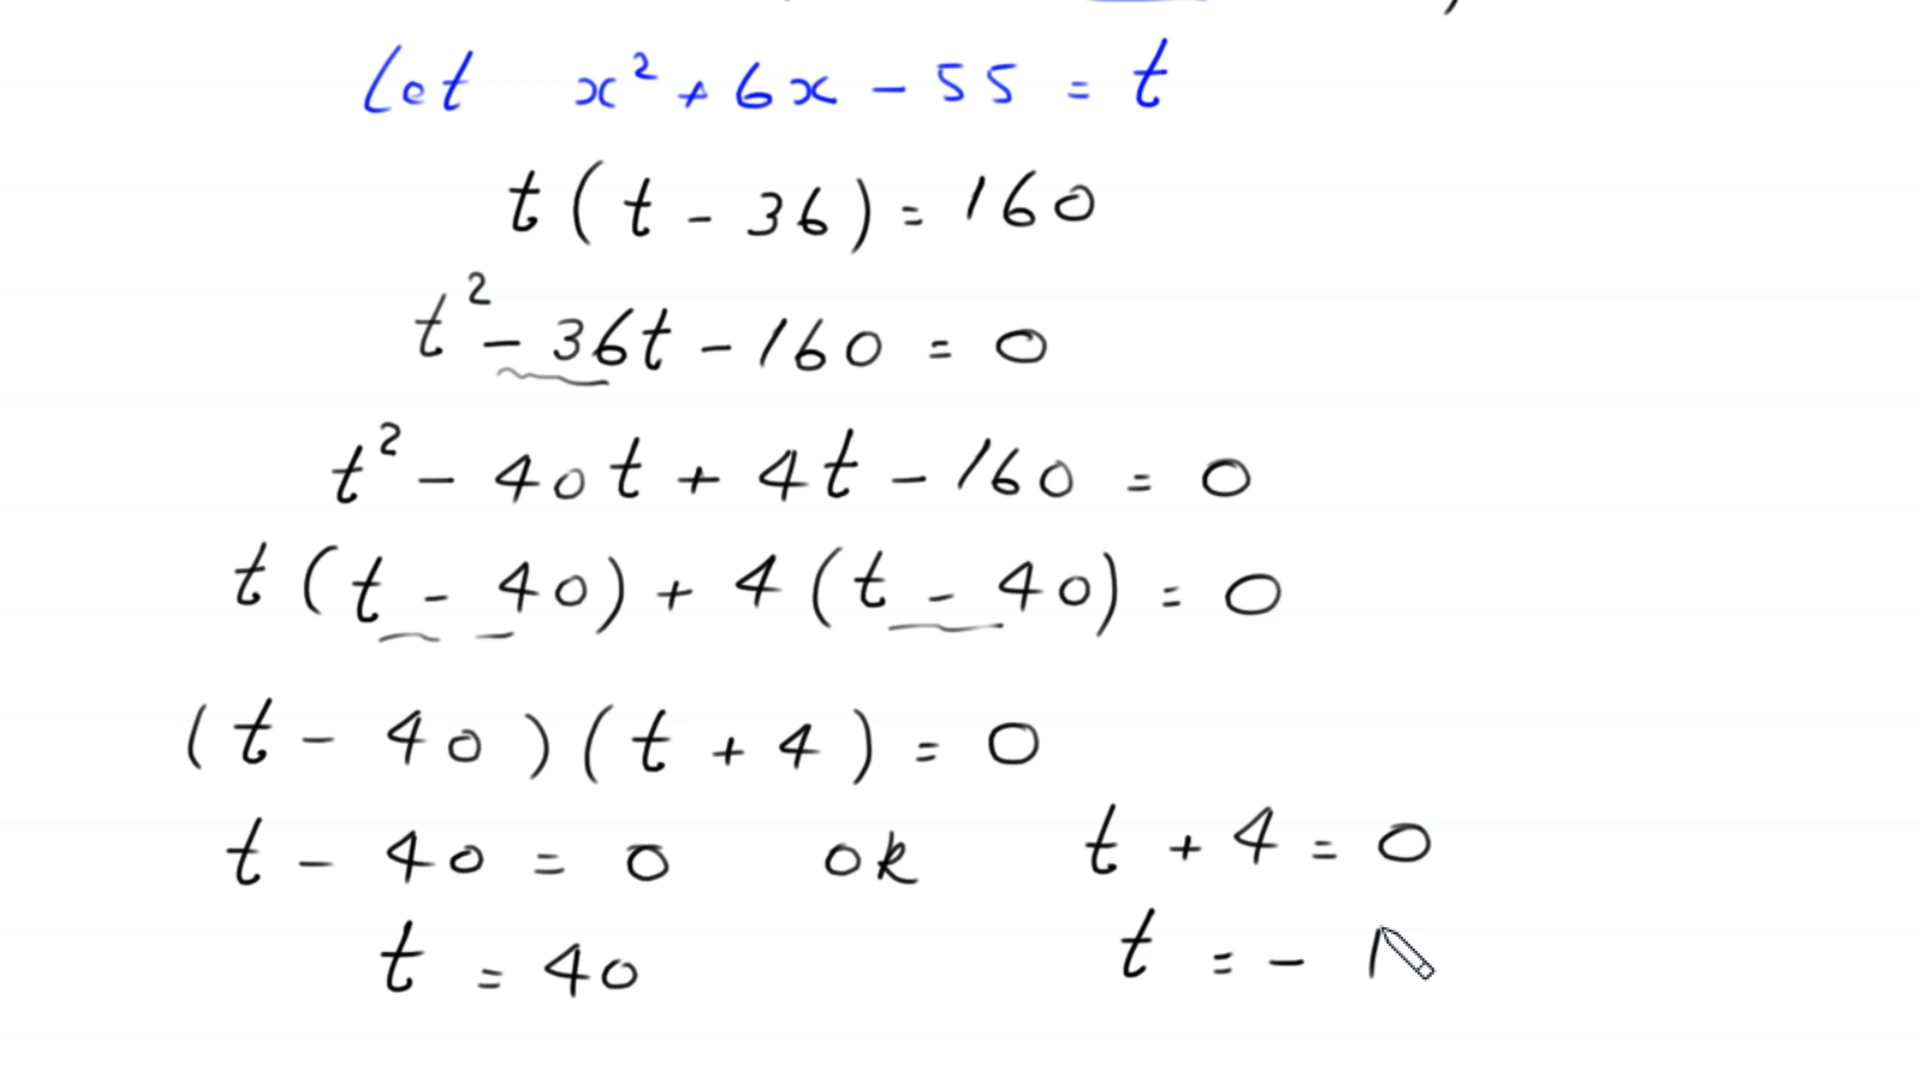 Let x² + 6x - 55 = t
t(t - 36) = 160
t² - 36t - 160 = 0
t² - 40t + 4t - 160 = 0
t(t - 40) + 4(t - 40) = 0
(t - 40)(t + 4) = 0
t - 40 = 0 or t + 4 = 0
t = 40 t = -